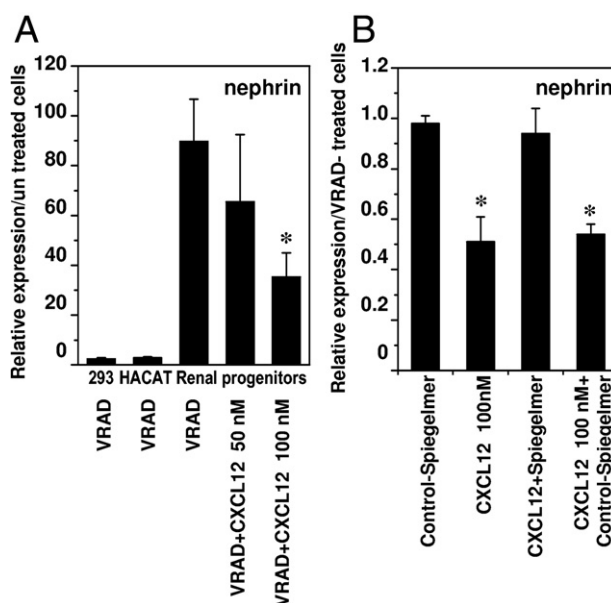 A
nephrin
Relative expression/un treated cells
120
100
80
60
40
20
0
*
293 HACAT Renal progenitors
VRAD
VRAD
VRAD
VRAD+CXCL12 50 nM
VRAD+CXCL12 100 nM
B
nephrin
Relative expression/VRAD- treated cells
1.2
1.0
0.8
0.6
0.4
0.2
0
*
*
Control-Spiegelmer
CXCL12 100nM
CXCL12+Spiegelmer
CXCL12 100 nM+
Control-Spiegelmer